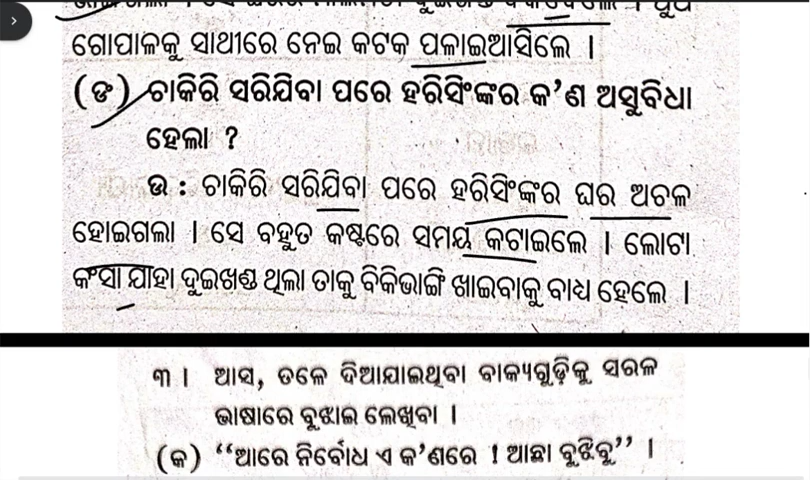 ଗୋପାଳକୁ ସାଥୀରେ ନେଇ କଟକ ପଳାଇଆସିଲେ ।
(ଙ) ଚାକିରି ସରିଯିବା ପରେ ହରିସିଂଙ୍କର କ’ଣ ଅସୁବିଧା
ହେଲା ?
ଉ : ଚାକିରି ସରିଯିବା ପରେ ହରିସିଂଙ୍କର ଘର ଅଚଳ
ହୋଇଗଲା । ସେ ବହୁତ କଷ୍ଟରେ ସମୟ କଟାଇଲେ । ଲୋଟା
କଂସା ଯାହା ଦୁଇଖଣ୍ଡ ଥିଲା ତାକୁ ବିକିଭାଙ୍ଗି ଖାଇବାକୁ ବାଧ୍ୟ ହେଲେ ।
୩ । ଆସ, ତଳେ ଦିଆଯାଇଥିବା ବାକ୍ୟଗୁଡ଼ିକୁ ସରଳ
ଭାଷାରେ ବୁଝାଇ ଲେଖିବା ।
(କ) “ଆରେ ନିର୍ବୋଧ ଏ କ’ଣରେ ! ଆଛା ବୁଝିବୁ” ।